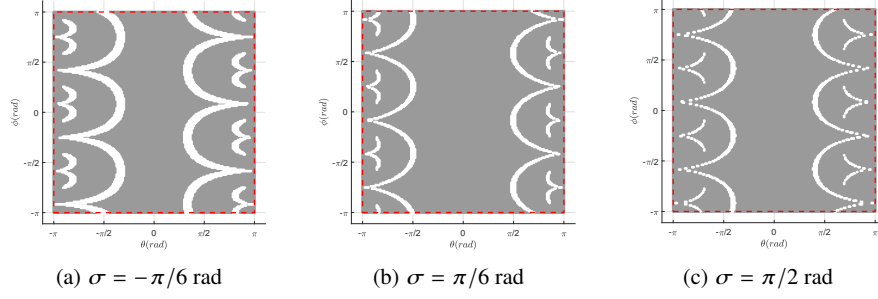 π
π/2
0
-π/2
-π
ϕ(rad)
-π
-π/2
0
π/2
π
θ(rad)
(a) σ = −π/6 rad
π
π/2
0
-π/2
-π
ϕ(rad)
-π
-π/2
0
π/2
π
θ(rad)
(b) σ = π/6 rad
π
π/2
0
-π/2
-π
ϕ(rad)
-π
-π/2
0
π/2
π
θ(rad)
(c) σ = π/2 rad